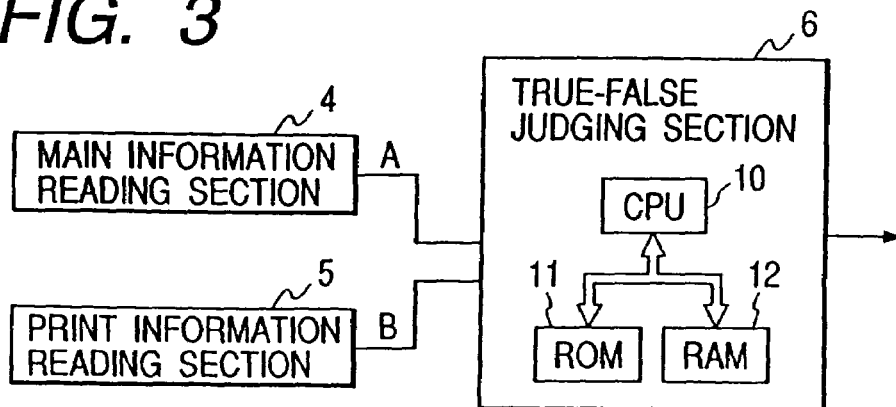 FIG. 3
4
MAIN INFORMATION
READING SECTION
A
5
PRINT INFORMATION
READING SECTION
B
6
TRUE-FALSE
JUDGING SECTION
10
CPU
11
ROM
12
RAM